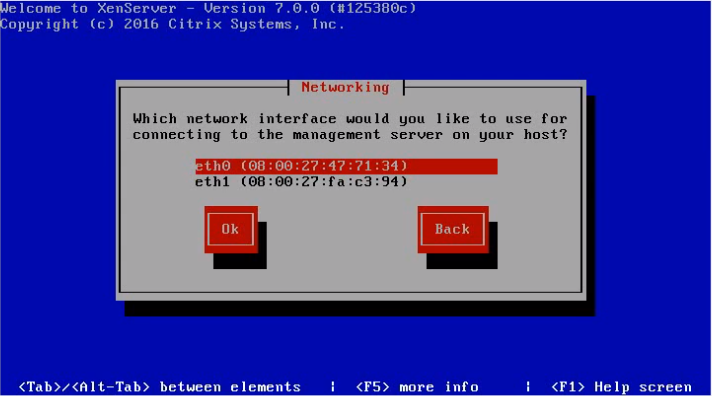 Welcome to XenServer - Version 7.0.0 (#125380c)
Copyright (c) 2016 Citrix Systems, Inc.
Networking
Which network interface would you like to use for
connecting to the management server on your host?
eth0 (08:00:27:47:71:34)
eth1 (08:00:27:fa:c3:94)
Ok Back
<Tab>/<Alt-Tab> between elements | <F5> more info | <F1> Help screen